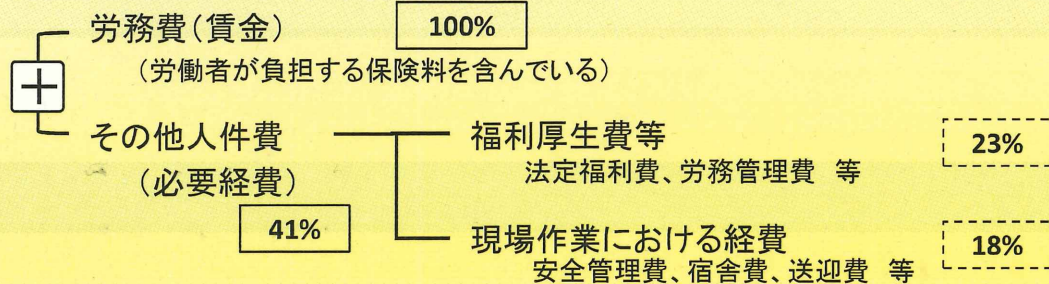 労務費(賃金) 100%
(労働者が負担する保険料を含んでいる)
+
その他人件費 福利厚生費等 23%
(必要経費) 法定福利費、労務管理費 等
41%
現場作業における経費 18%
安全管理費、宿舎費、送迎費 等